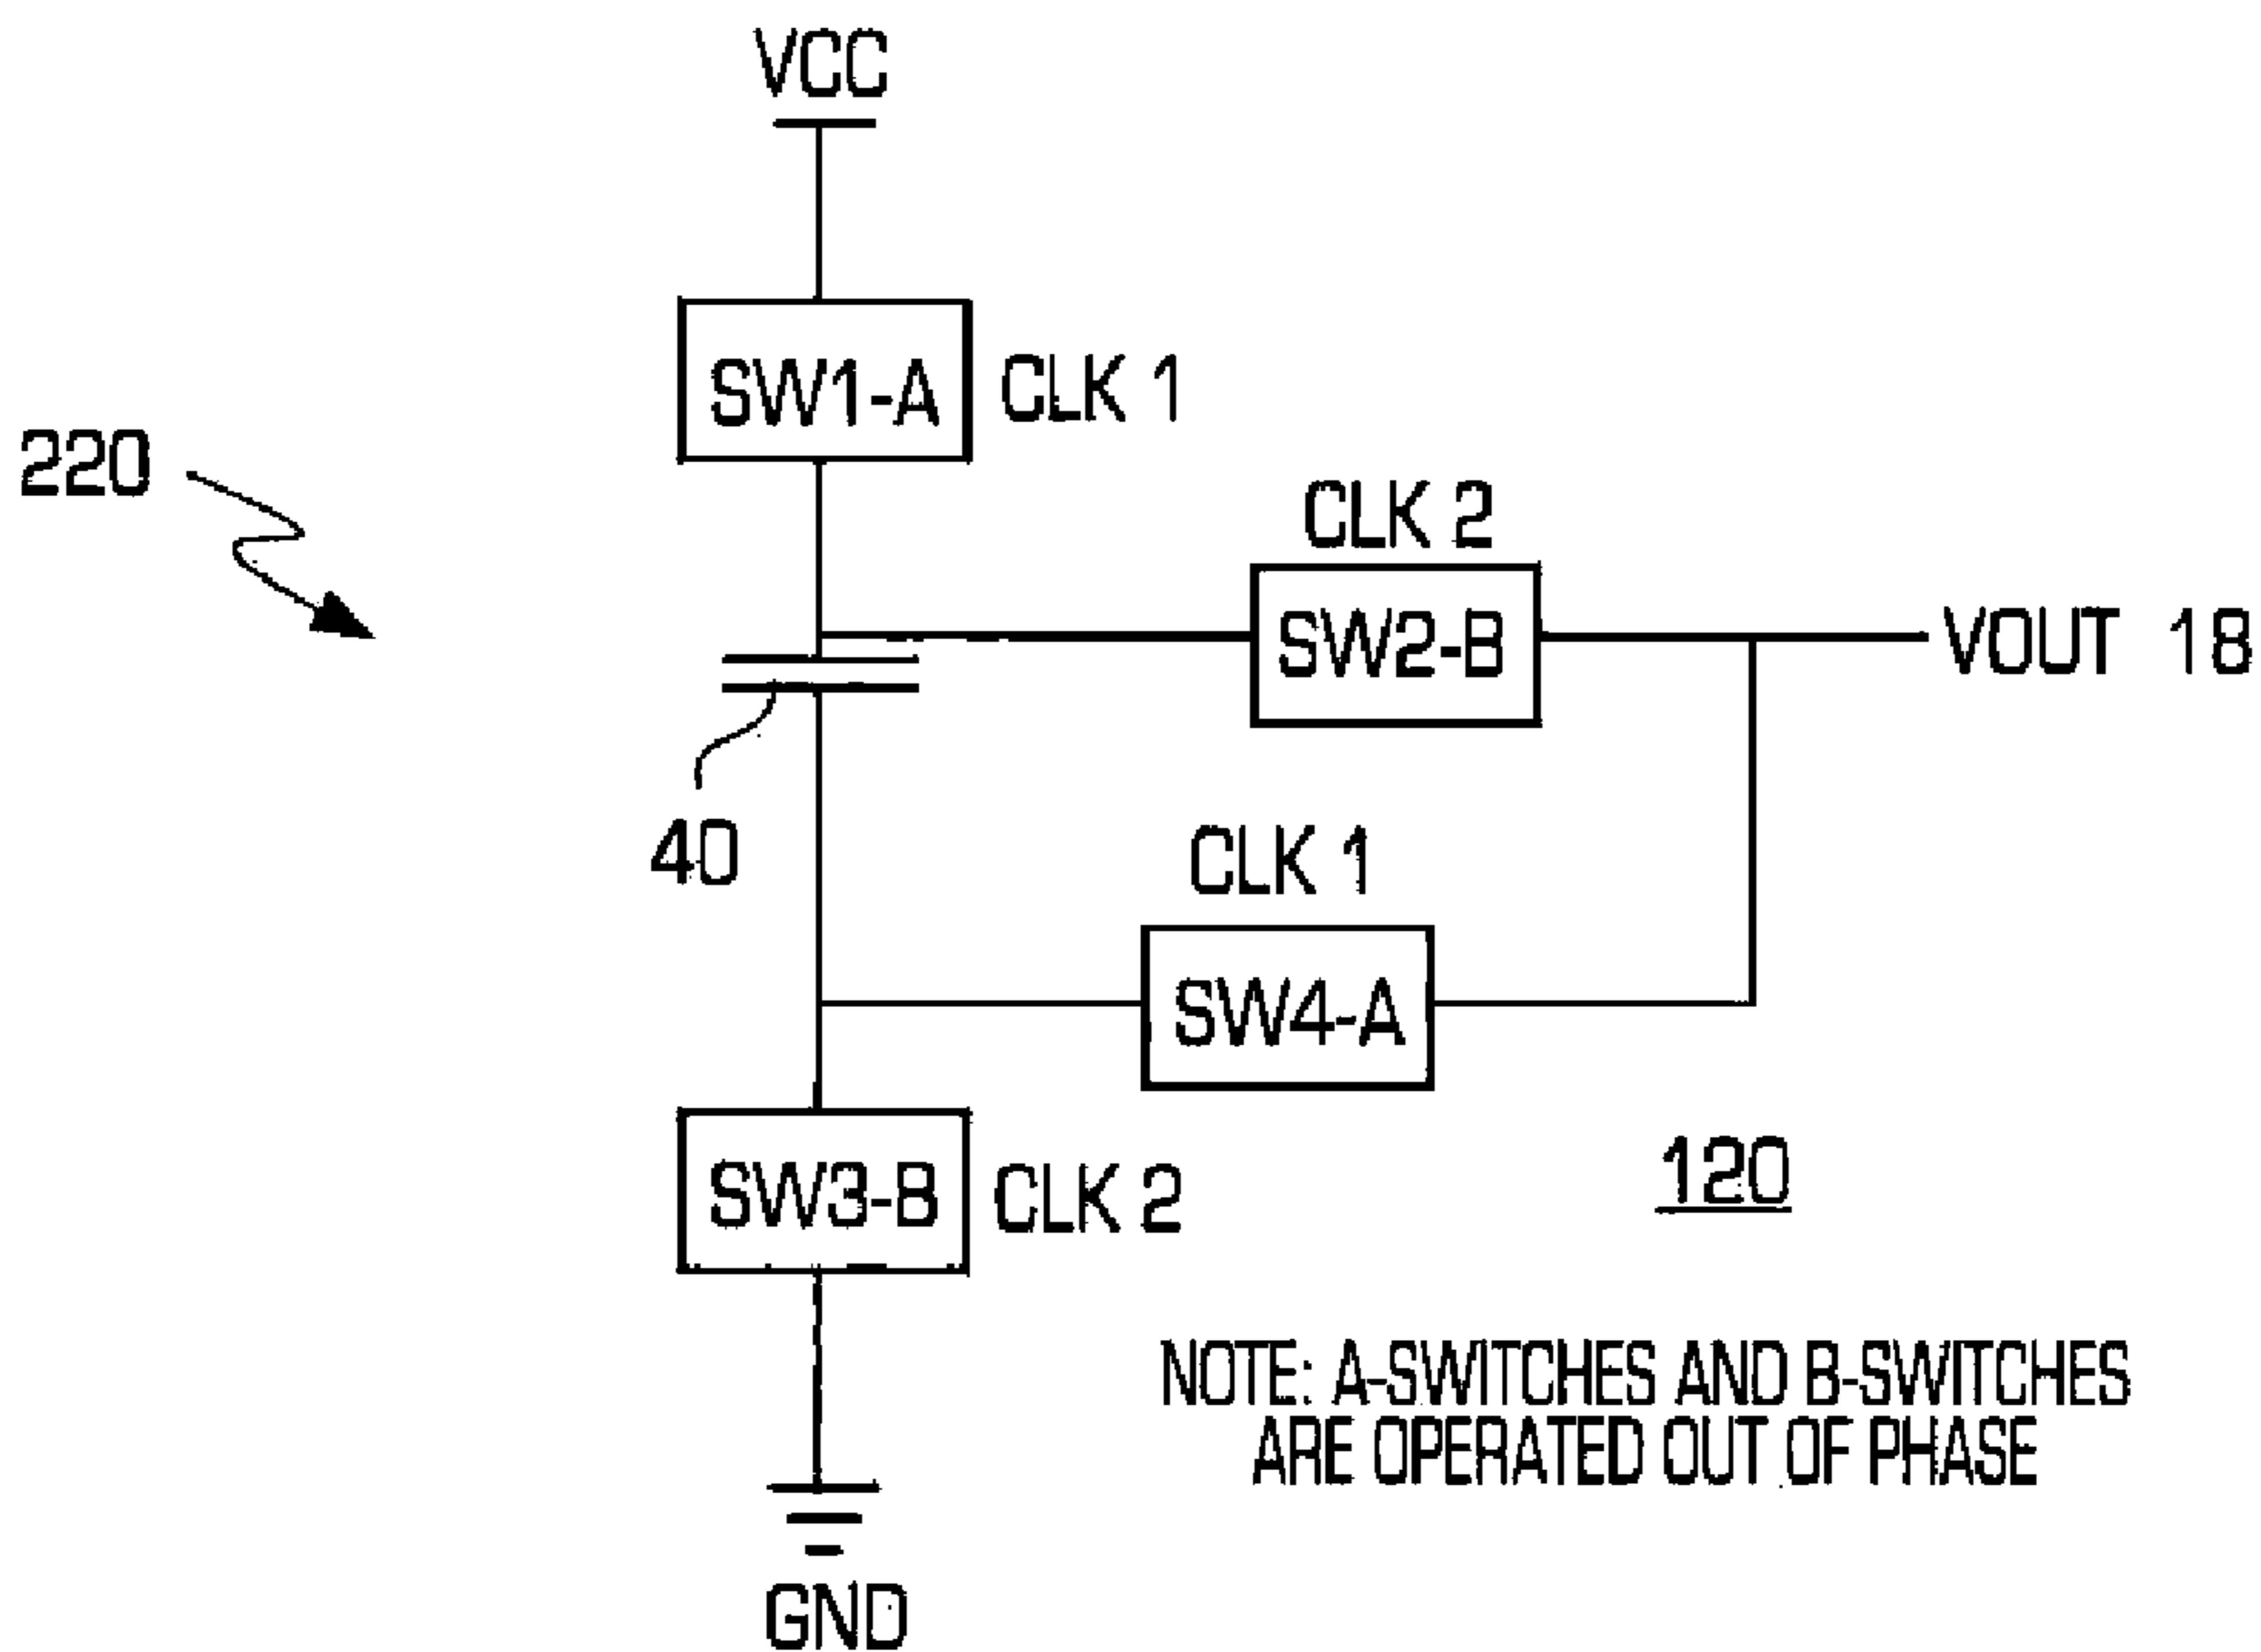 VCC
SW1-A
CLK 1
220
CLK 2
SW2-B
VOUT 18
40
CLK 1
SW4-A
SW3-B
CLK 2
120
NOTE: A-SWITCHES AND B-SWITCHES
ARE OPERATED OUT OF PHASE
GND